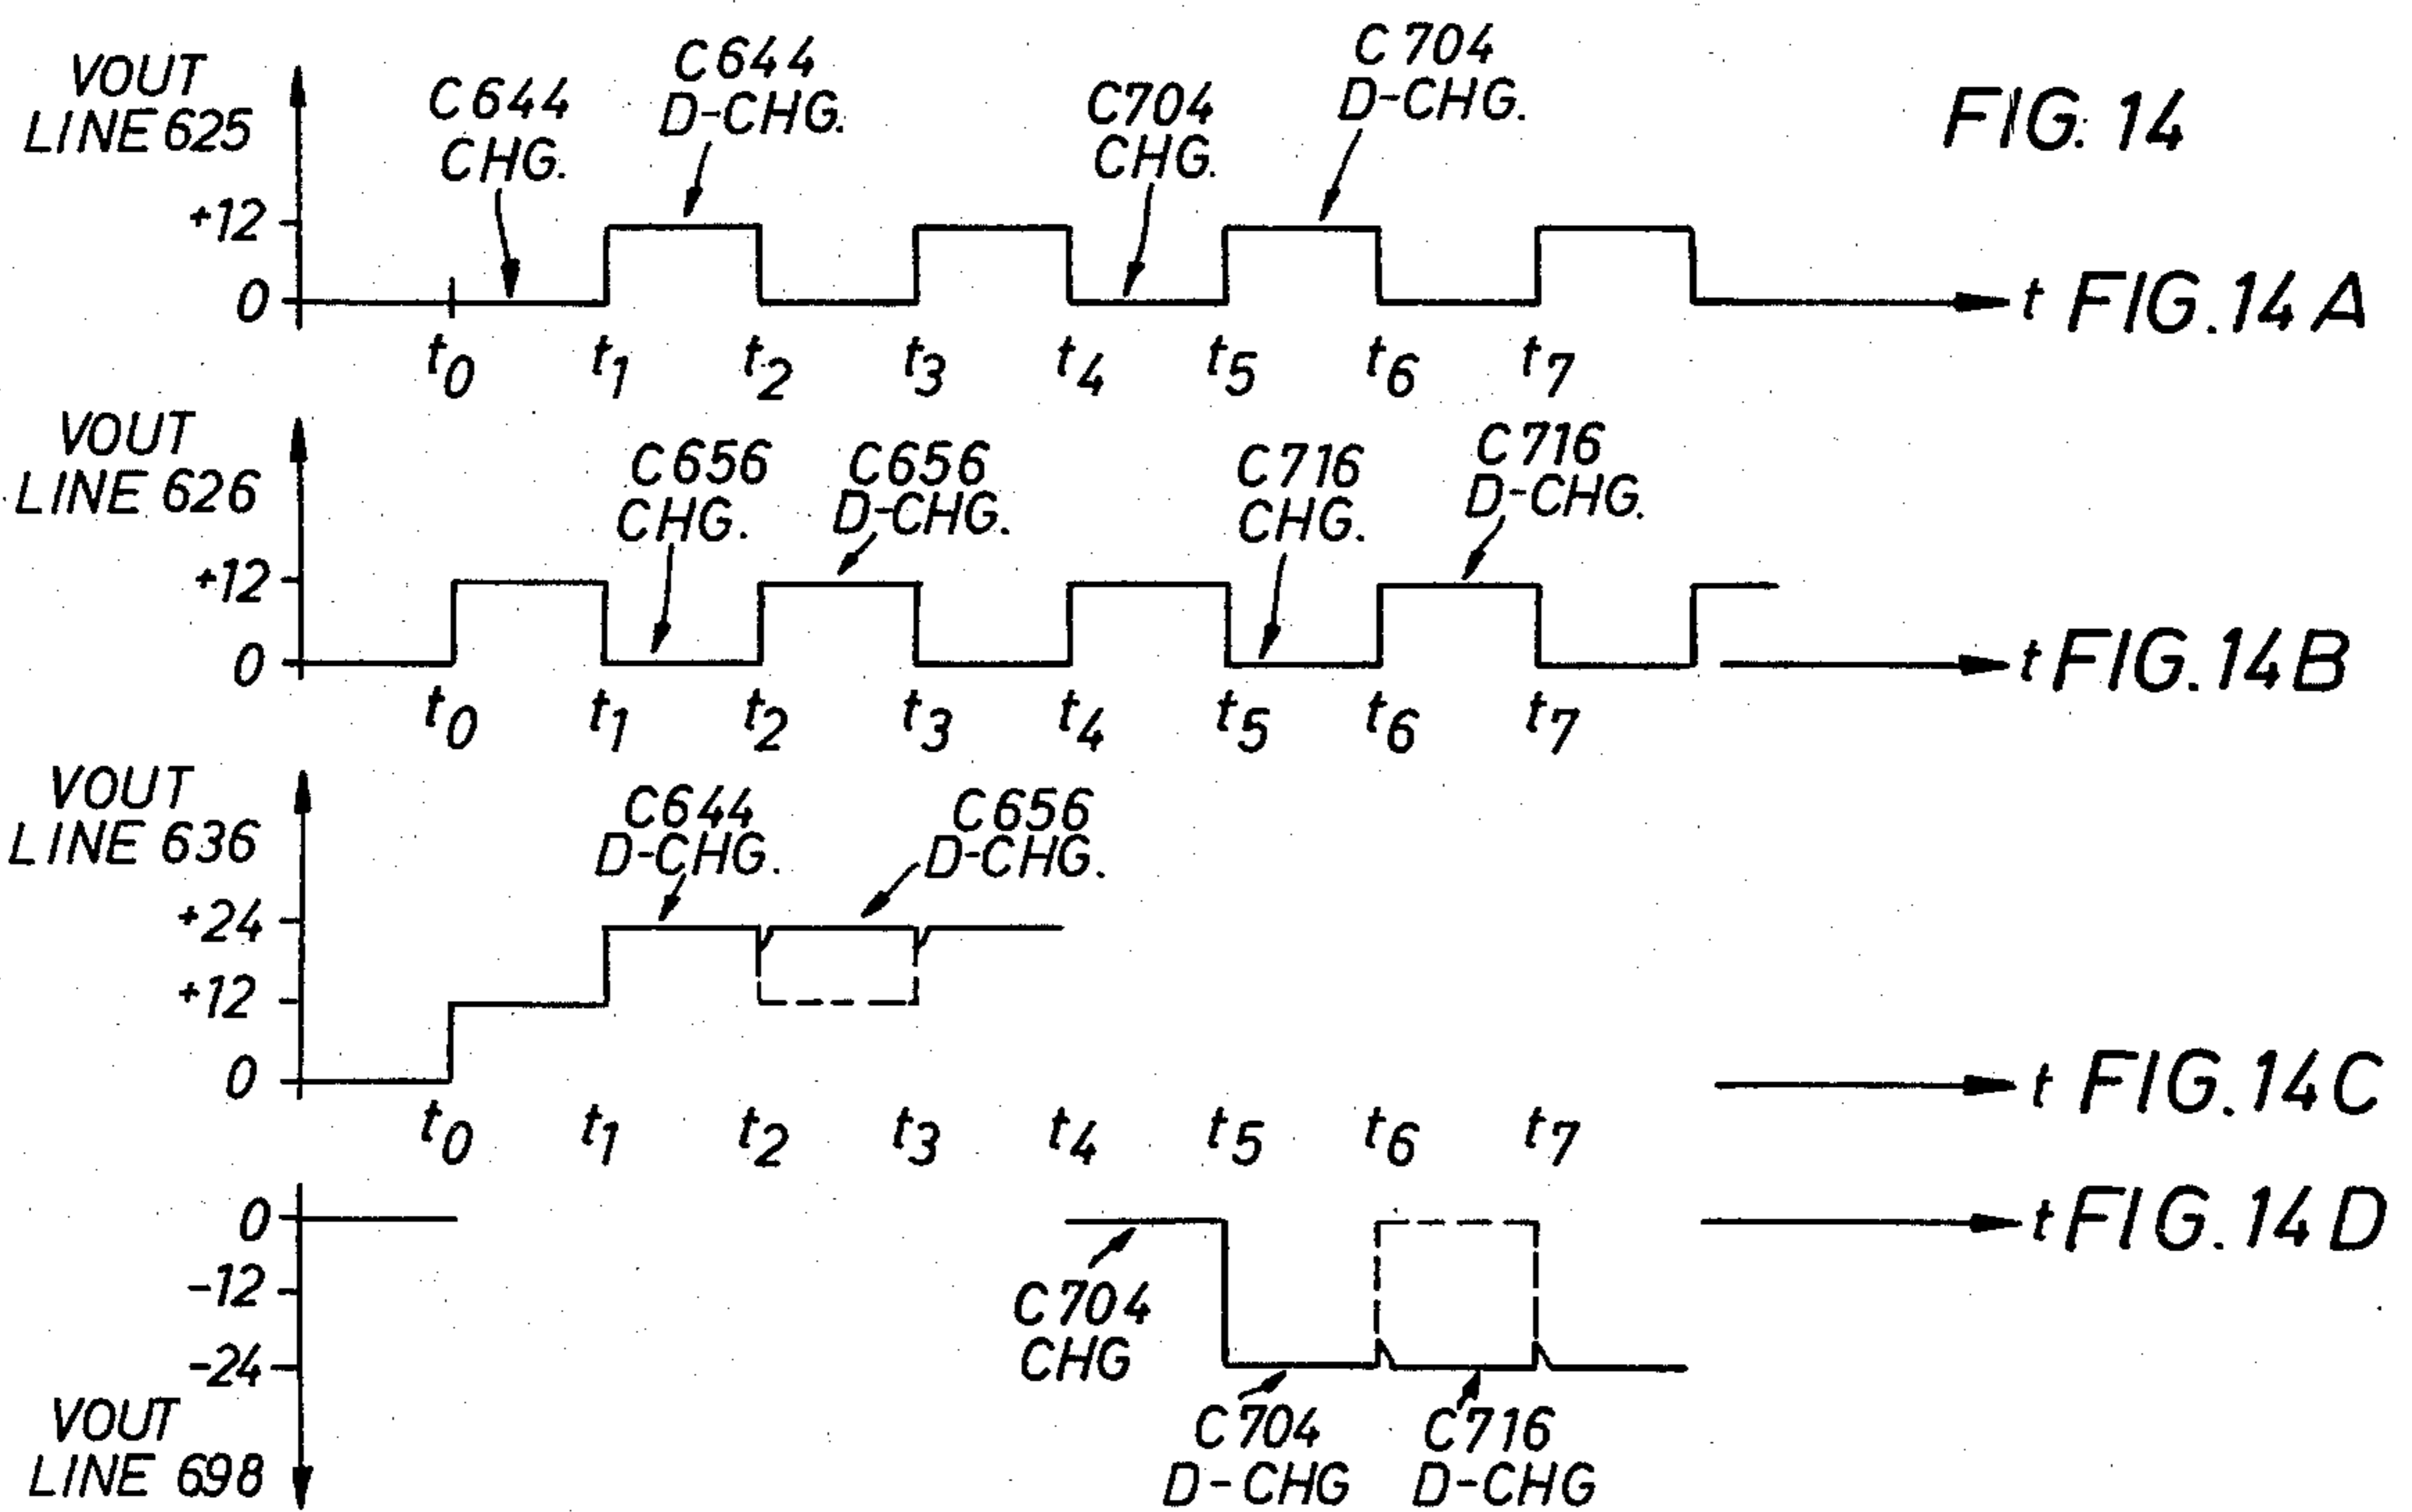 FIG. 14
VOUT
LINE 625
C644
CHG.
C644
D-CHG.
C704
CHG.
C704
D-CHG.
+12
0
t FIG. 14A
t0 t1 t2 t3 t4 t5 t6 t7
VOUT
LINE 626
C656
CHG.
C656
D-CHG.
C716
CHG.
C716
D-CHG.
+12
0
t FIG. 14B
t0 t1 t2 t3 t4 t5 t6 t7
VOUT
LINE 636
C644
D-CHG.
C656
D-CHG.
+24
+12
0
t FIG. 14C
t0 t1 t2 t3 t4 t5 t6 t7
0
-12
-24
t FIG. 14D
C704
CHG
C704
D-CHG
C716
D-CHG
VOUT
LINE 698